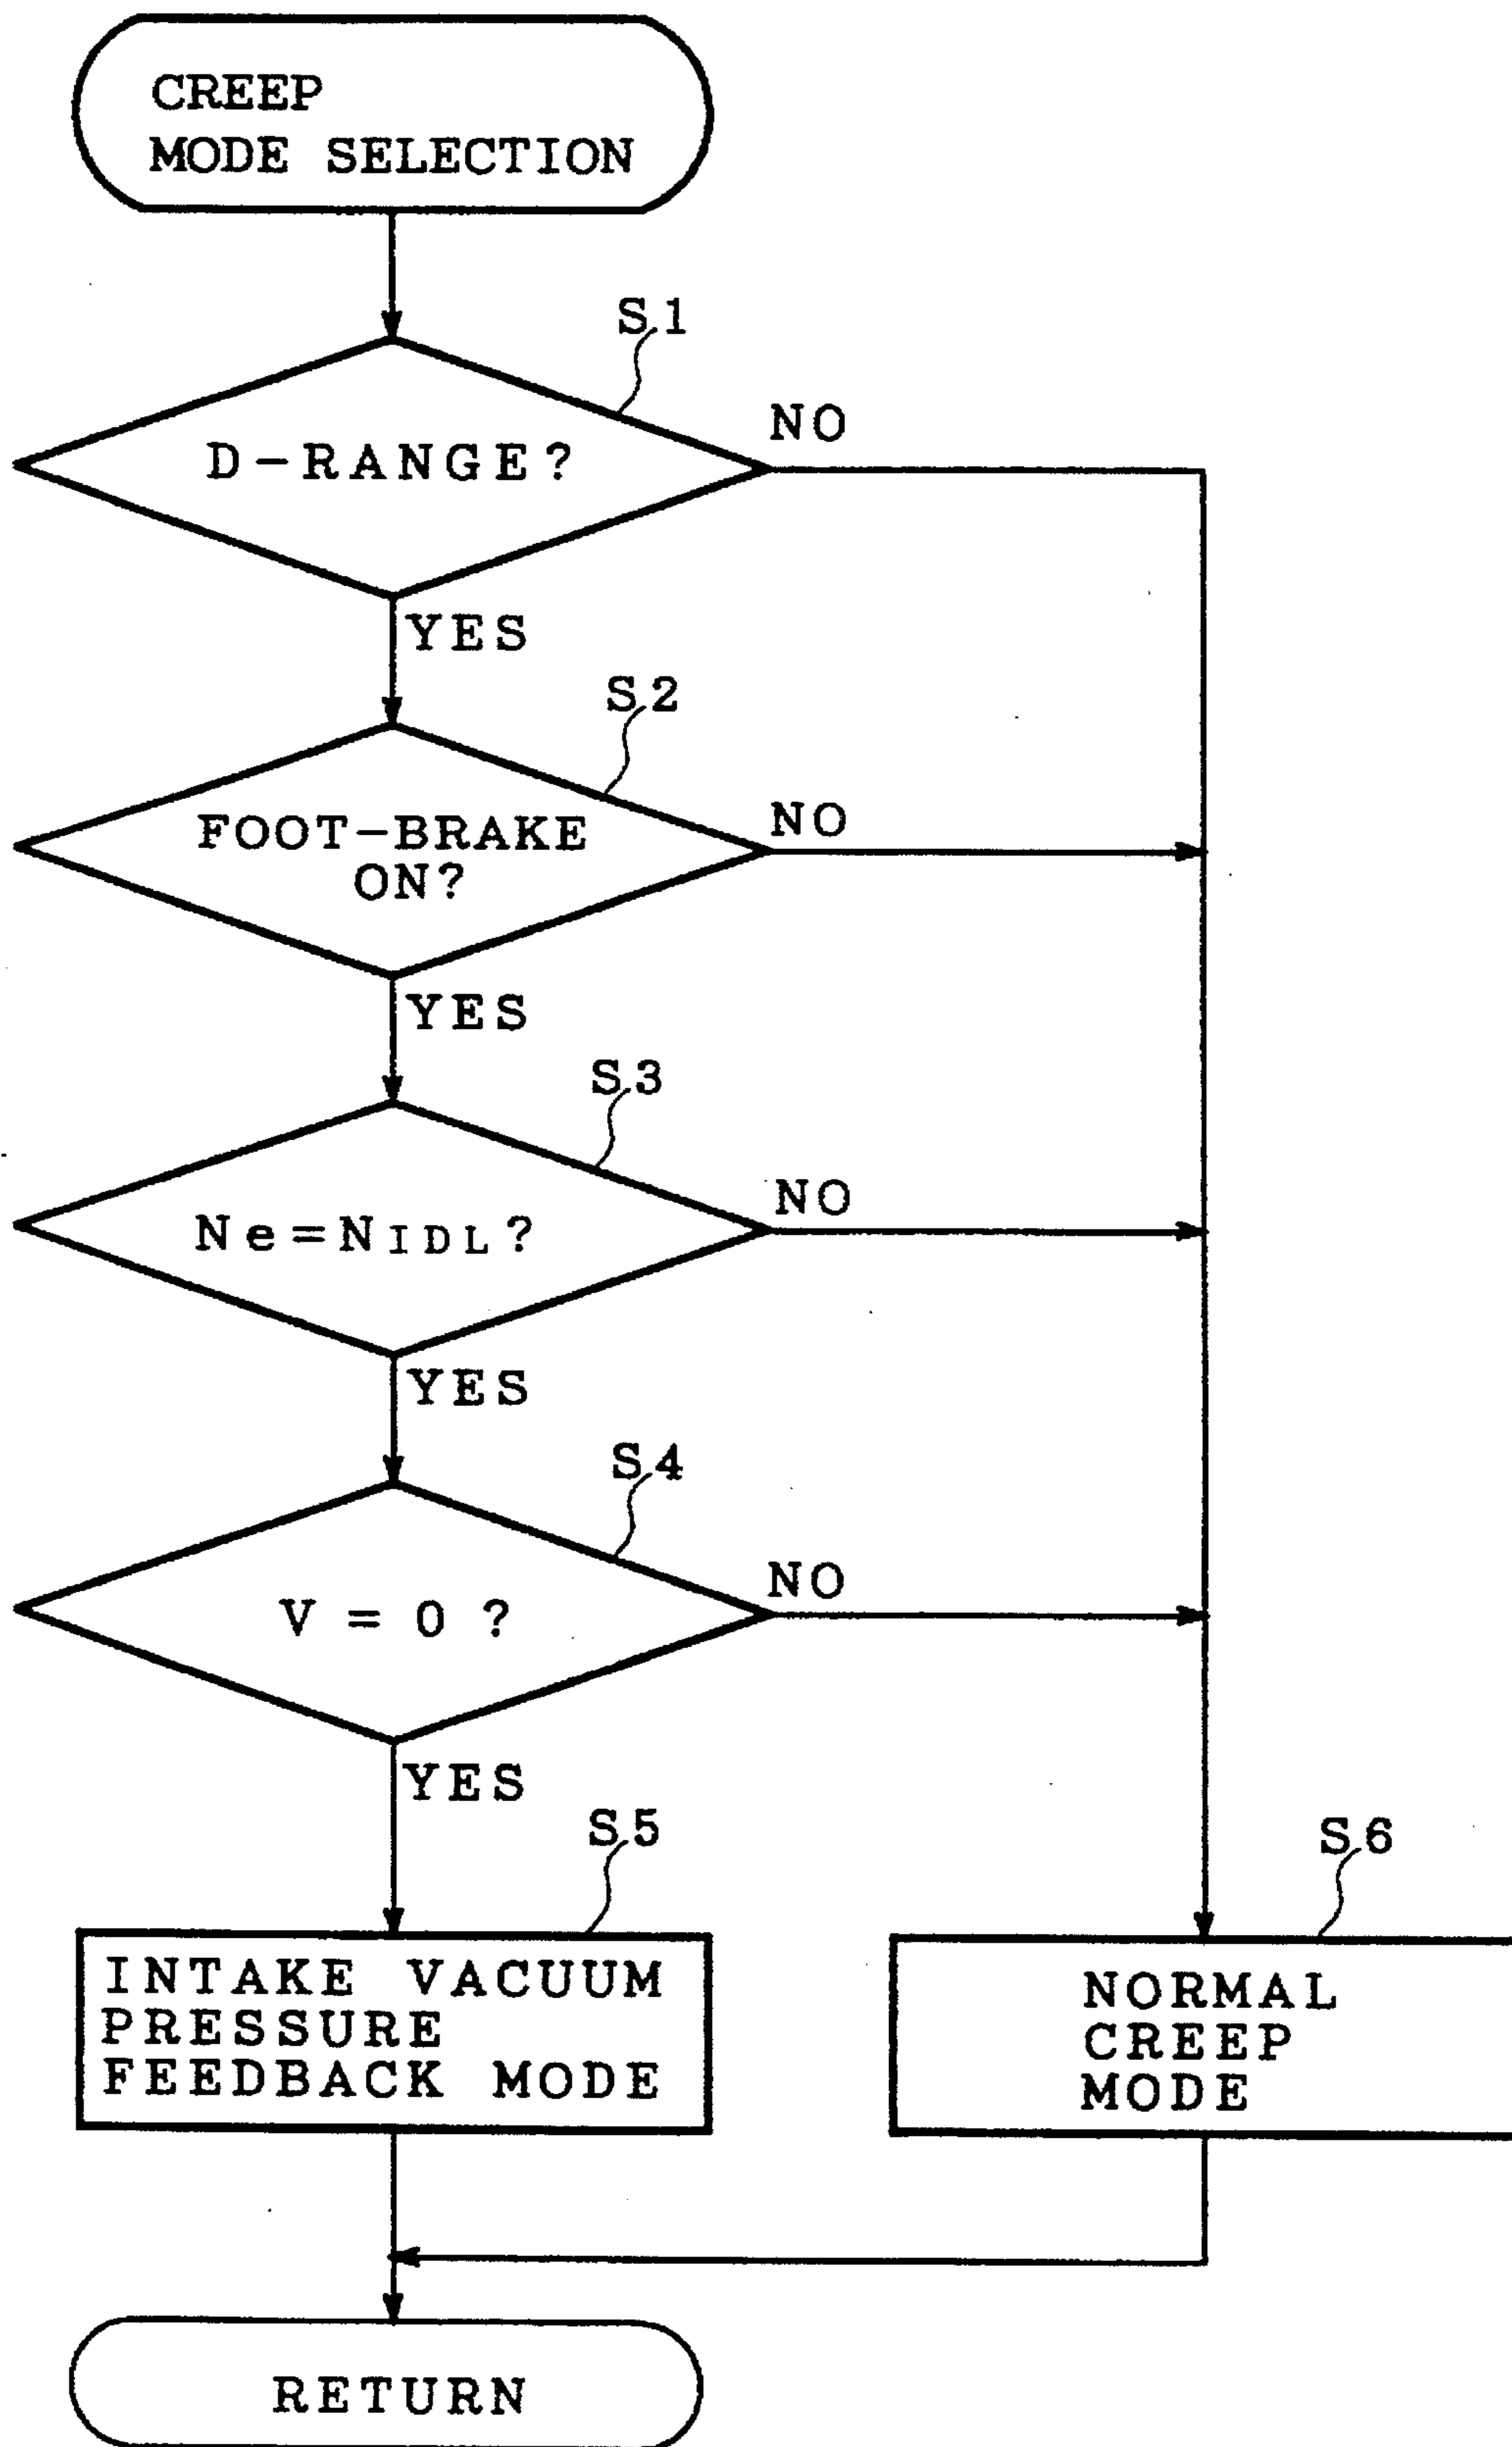 CREEP
MODE SELECTION
S1
D-RANGE?
NO
YES
S2
FOOT-BRAKE
ON?
NO
YES
S3
Ne=NIDL?
NO
YES
S4
V = 0 ?
NO
YES
S5
INTAKE VACUUM
PRESSURE
FEEDBACK MODE
S6
NORMAL
CREEP
MODE
RETURN